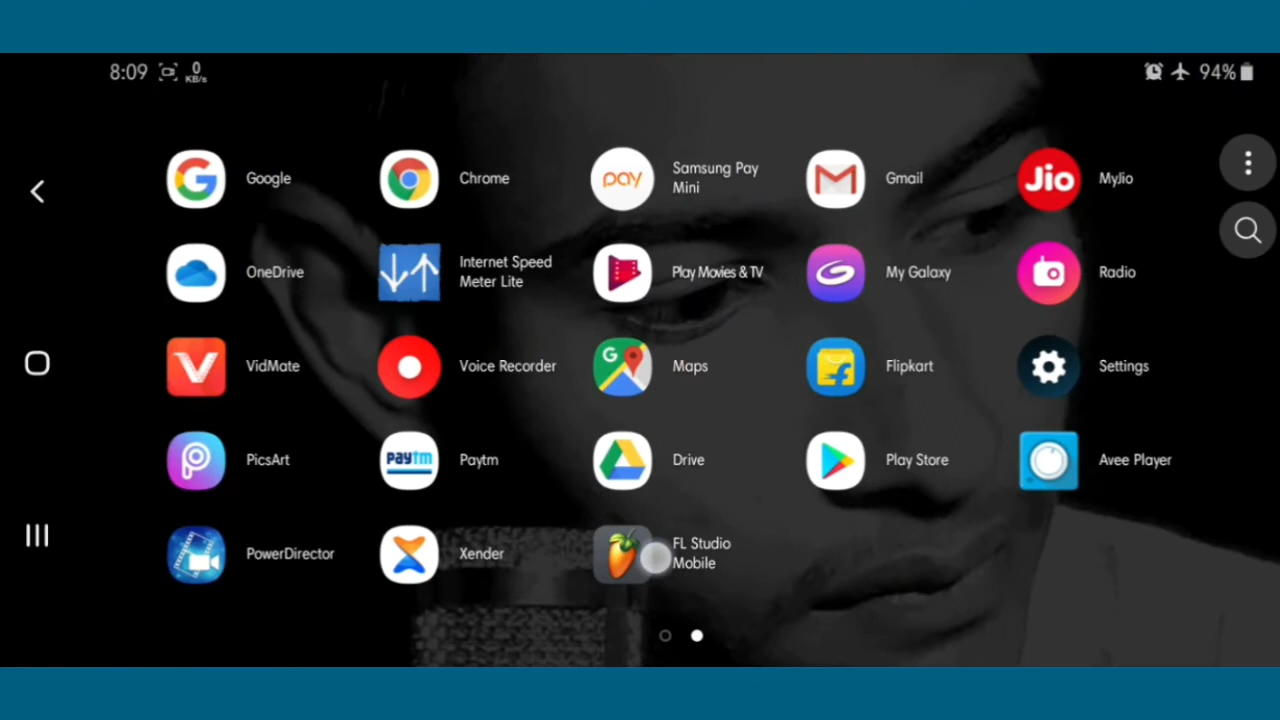 8:09 0 KB/s 94%
Google
Chrome
pay
Samsung Pay
Mini
Gmail
Jio
MyJio
OneDrive
Internet Speed
Meter Lite
Play Movies & TV
My Galaxy
Radio
VidMate
Voice Recorder
G
Maps
Flipkart
Settings
PicsArt
paytm
Paytm
Drive
Play Store
Avee Player
PowerDirector
Xender
FL Studio
Mobile